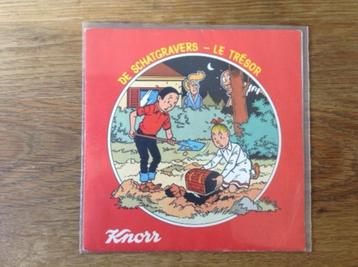 DE SCHATGRAVERS - LE TRÉSOR
Knorr